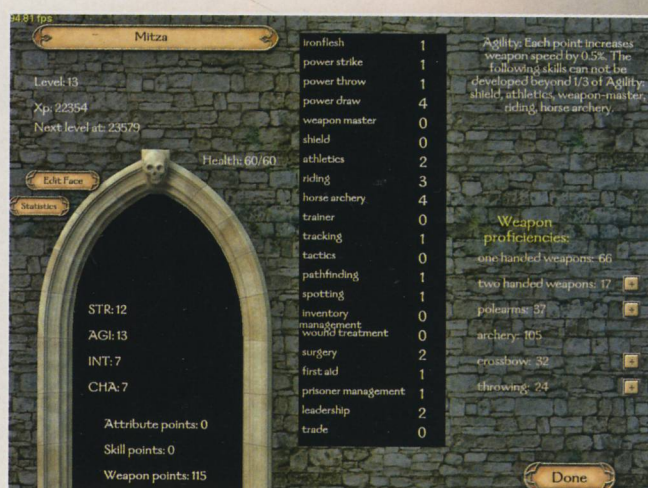 94.81 fps
Mitza
Level: 13
Xp: 22354
Next level at: 23579
Health: 60/60
Edit Face
Statistics
STR: 12
AGI: 13
INT: 7
CHA: 7
Attribute points: 0
Skill points: 0
Weapon points: 115
ironflesh 1
power strike 1
power throw 1
power draw 4
weapon master 0
shield 0
athletics 2
riding 3
horse archery 4
trainer 0
tracking 1
tactics 0
pathfinding 1
spotting 1
inventory management 0
wound treatment 0
surgery 2
first aid 1
prisoner management 1
leadership 2
trade 0
Agility: Each point increases
weapon speed by 0.5%. The
following skills can not be
developed beyond 1/3 of Agility:
shield, athletics, weapon-master,
riding, horse archery.
Weapon
proficiencies:
one handed weapons: 66
two handed weapons: 17 +
polearms: 37 +
archery: 105
crossbow: 32 +
throwing: 24 +
Done